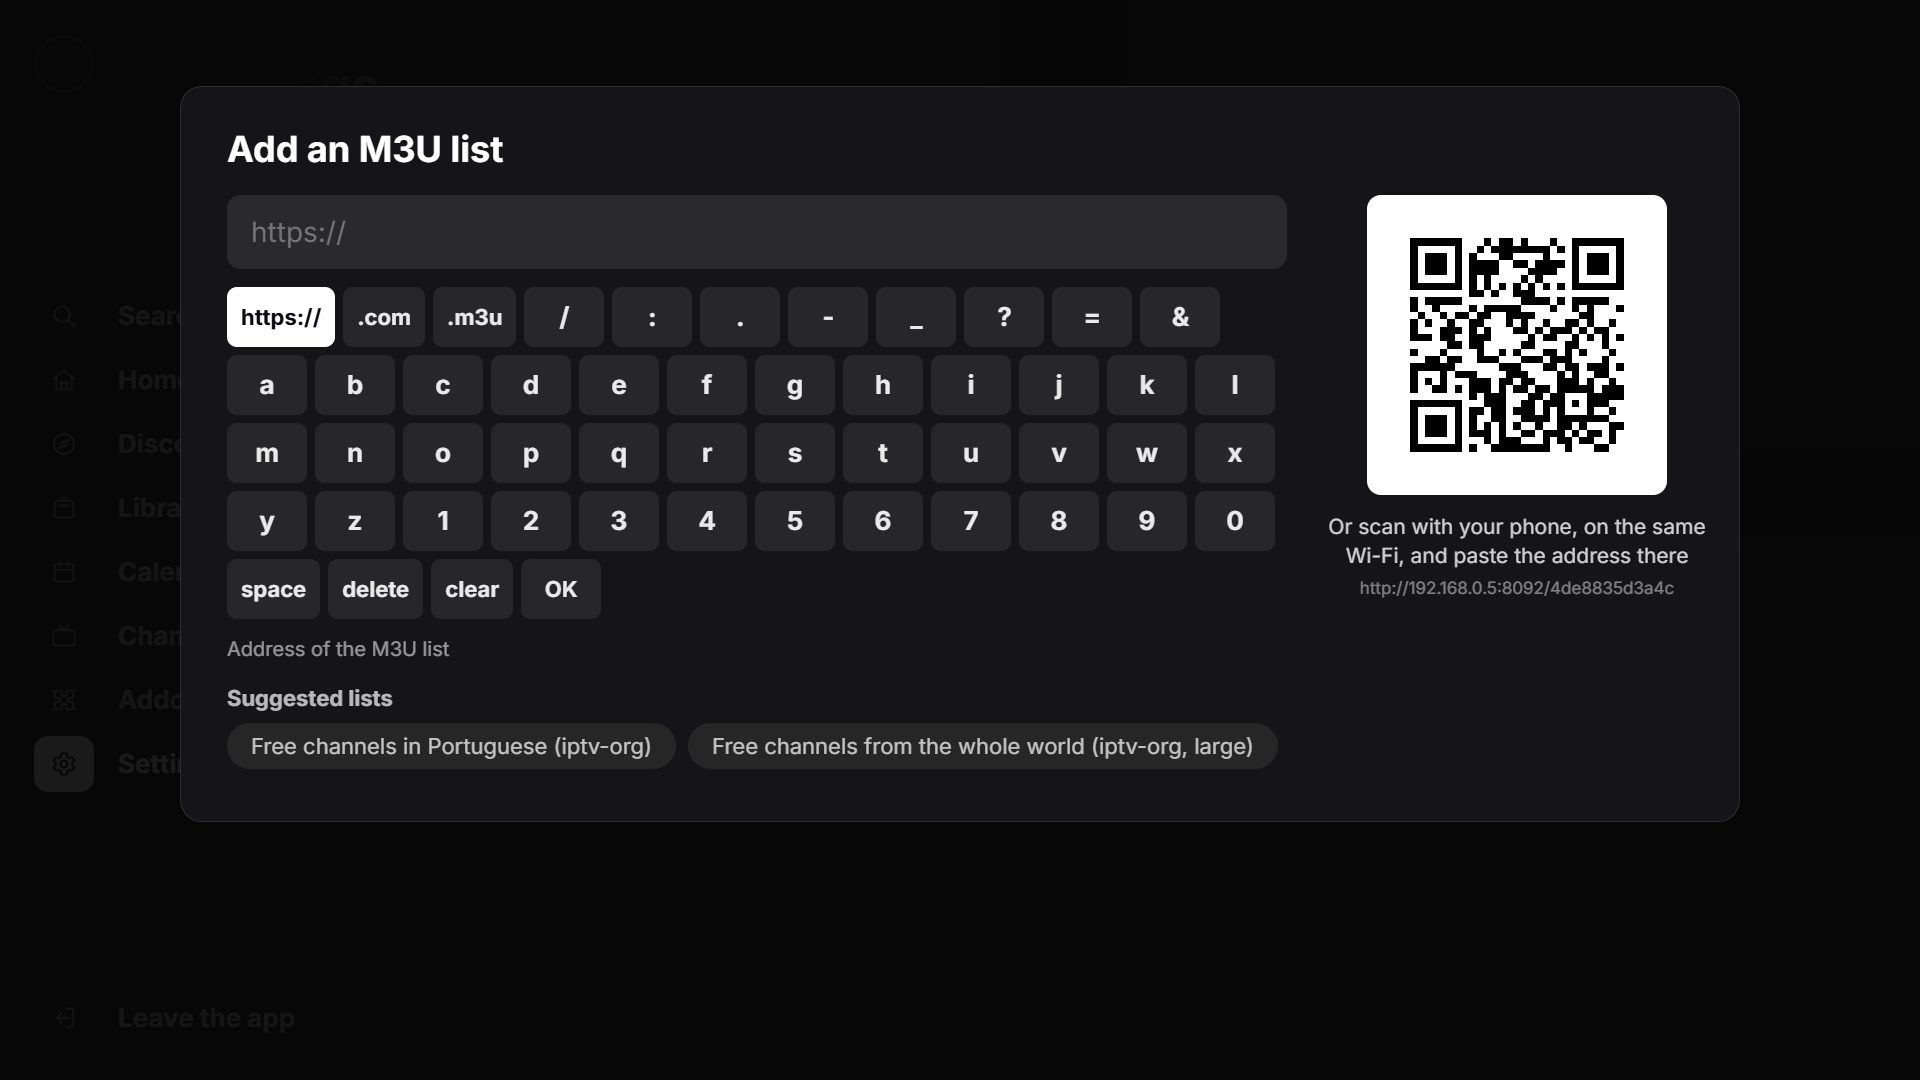 Add an M3U list
https://
https:// .com .m3u / : . - _ ? = &
a b c d e f g h i j k l
m n o p q r s t u v w x
y z 1 2 3 4 5 6 7 8 9 0
space delete clear OK
Address of the M3U list
Suggested lists
Free channels in Portuguese (iptv-org) Free channels from the whole world (iptv-org, large)
Or scan with your phone, on the same
Wi-Fi, and paste the address there
http://192.168.0.5:8092/4de8835d3a4c
Leave the app